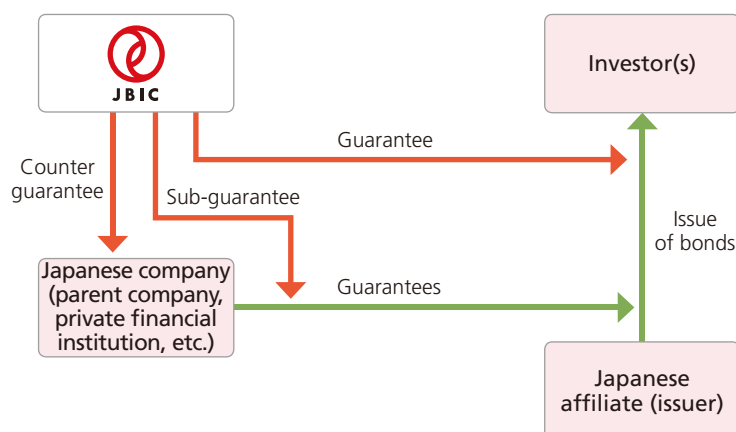 JBIC
Investor(s)
Guarantee
Counter
guarantee
Sub-guarantee
Issue
of bonds
Japanese company
(parent company,
private financial
institution, etc.)
Guarantees
Japanese
affiliate (issuer)